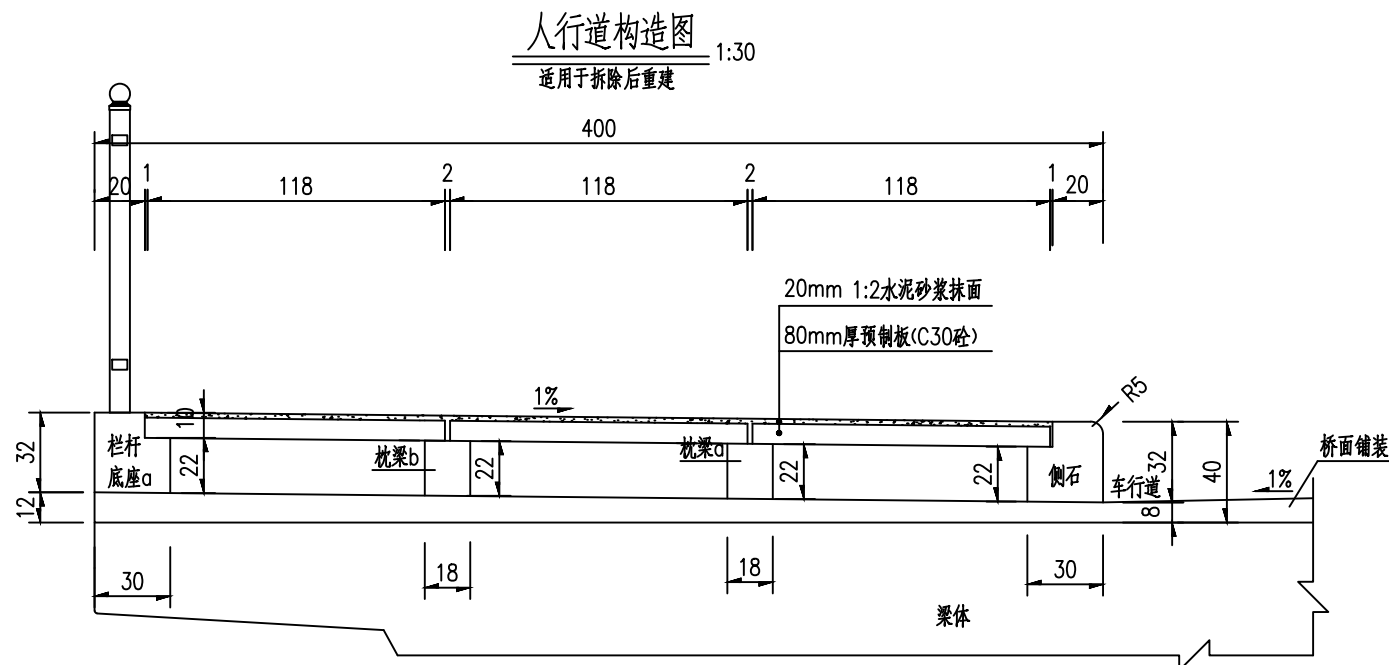 人行道构造图 1:30
适用于拆除后重建
400
20 1 118 2 118 2 118 1 20
20mm 1:2水泥砂浆抹面
80mm厚预制板(C30砼)
1%
R5
10
32
栏杆
底座a
22
枕梁b
22
枕梁a
22
22
侧石
车行道
32
40
1%
桥面铺装
12
8
30
18
18
30
梁体